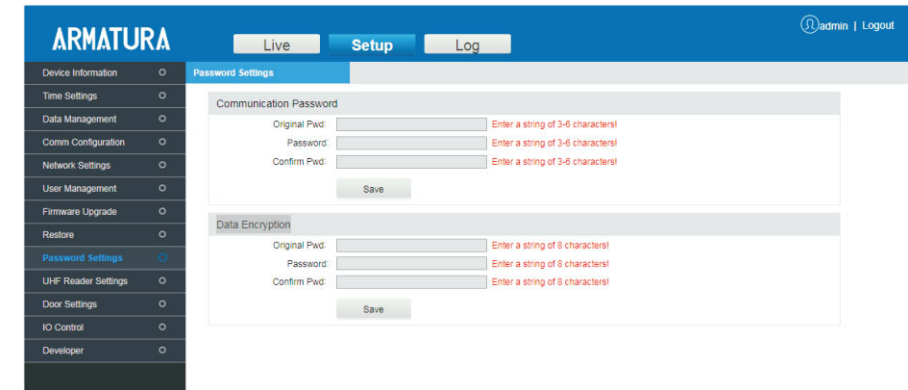 ARMATURA
Live
Setup
Log
admin | Logout
Device Information
Time Settings
Data Management
Comm Configuration
Network Settings
User Management
Firmware Upgrade
Restore
Password Settings
UHF Reader Settings
Door Settings
IO Control
Developer
Password Settings
Communication Password
Original Pwd: Enter a string of 3-6 characters!
Password: Enter a string of 3-6 characters!
Confirm Pwd: Enter a string of 3-6 characters!
Save
Data Encryption
Original Pwd: Enter a string of 8 characters!
Password: Enter a string of 8 characters!
Confirm Pwd: Enter a string of 8 characters!
Save